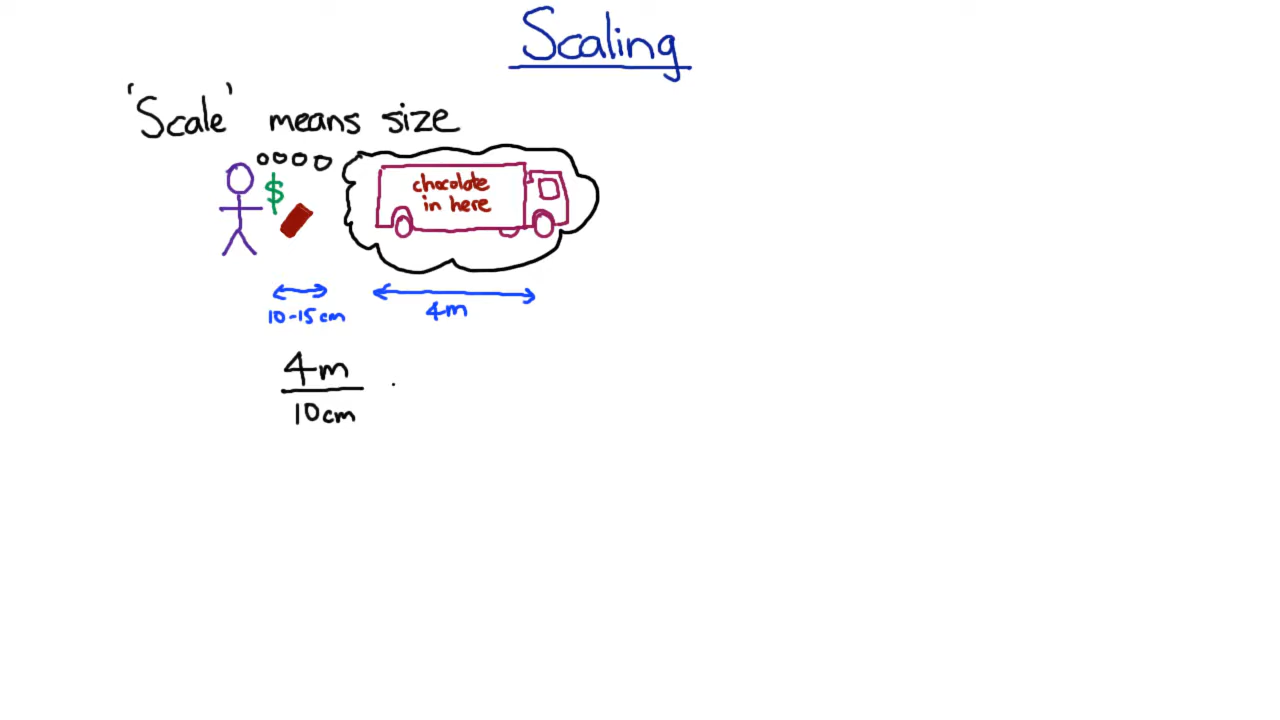 Scaling
'Scale' means size
$
chocolate
in here
10-15cm
4m
4m
10cm